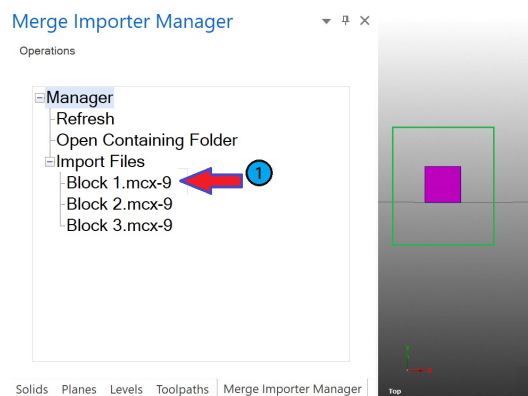 Merge Importer Manager
Operations
Manager
Refresh
Open Containing Folder
Import Files
Block 1.mcx-9
1
Block 2.mcx-9
Block 3.mcx-9
Solids Planes Levels Toolpaths Merge Importer Manager
Top